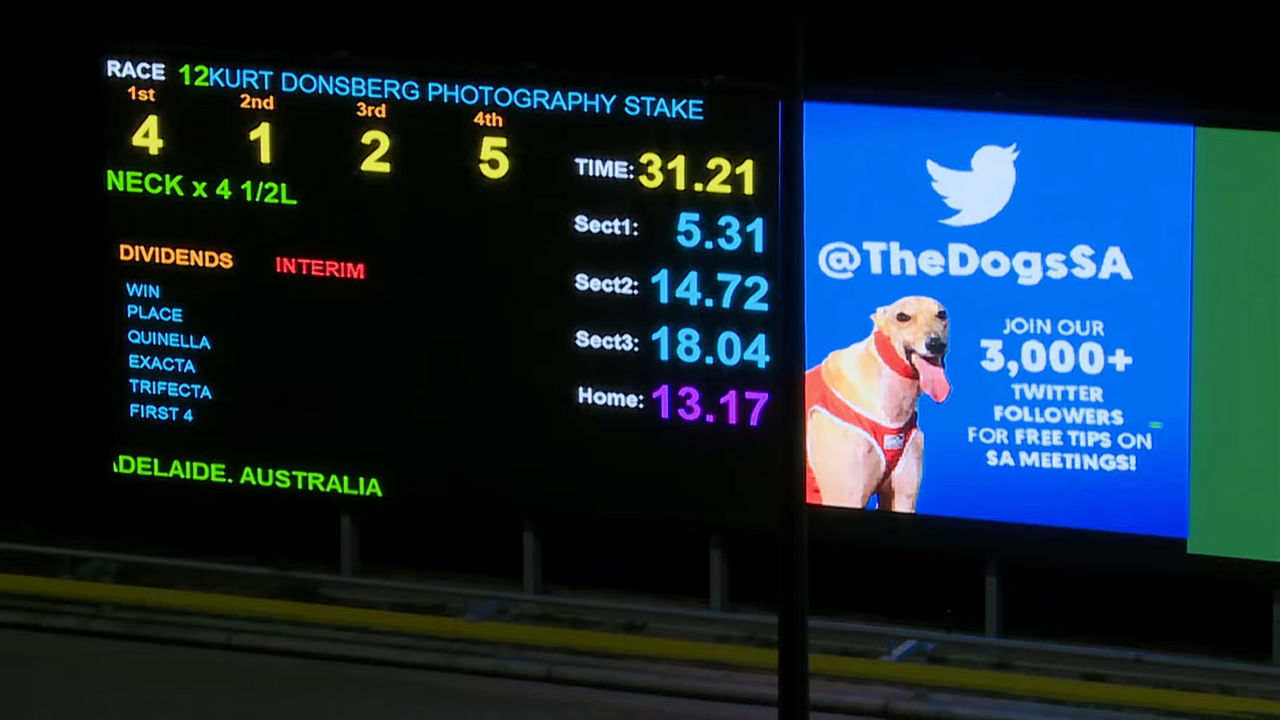 RACE 12KURT DONSBERG PHOTOGRAPHY STAKE
1st 2nd 3rd 4th
4 1 2 5
NECK x 4 1/2L
TIME: 31.21
Sect1: 5.31
Sect2: 14.72
Sect3: 18.04
Home: 13.17
DIVIDENDS INTERIM
WIN
PLACE
QUINELLA
EXACTA
TRIFECTA
FIRST 4
ADELAIDE. AUSTRALIA
@TheDogsSA
JOIN OUR
3,000+
TWITTER
FOLLOWERS
FOR FREE TIPS ON
SA MEETINGS!